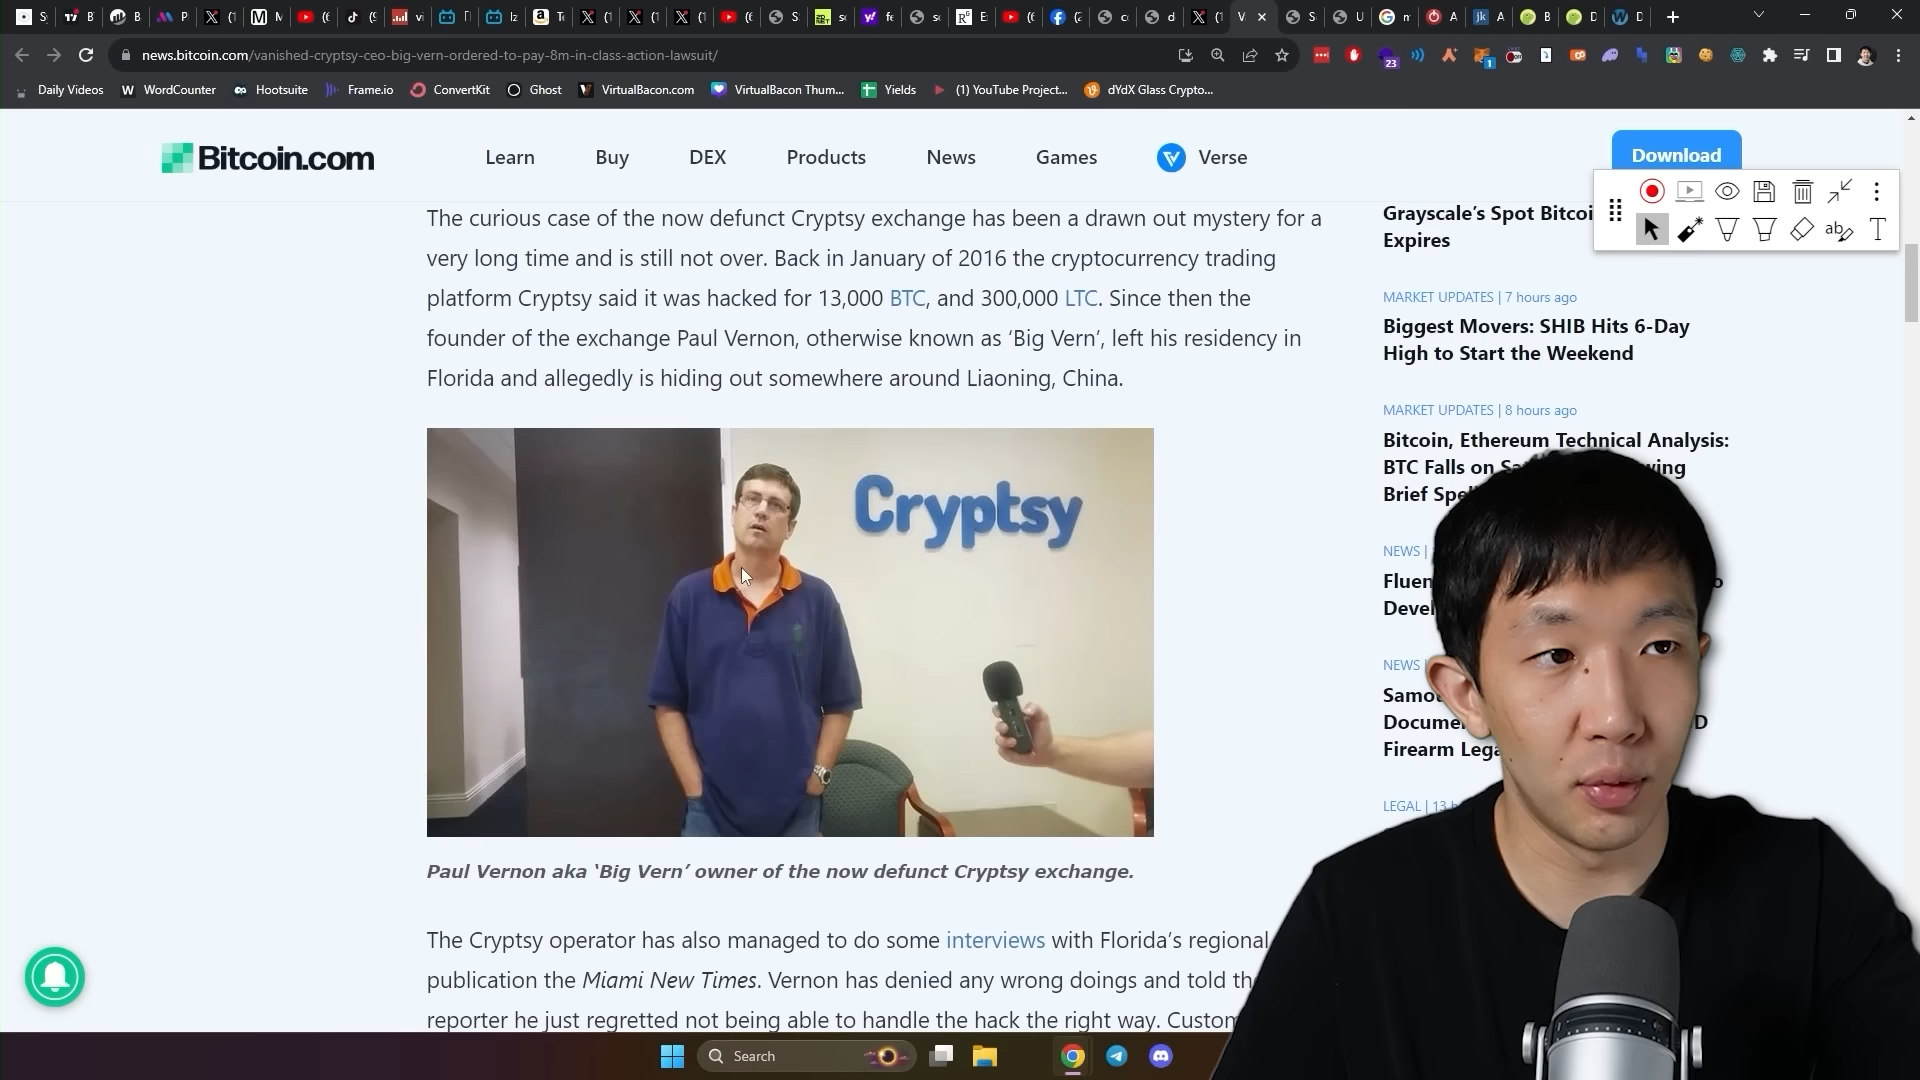 news.bitcoin.com/vanished-cryptsy-ceo-big-vern-ordered-to-pay-8m-in-class-action-lawsuit/
23
1
Daily Videos
WordCounter
Hootsuite
Frame.io
ConvertKit
Ghost
VirtualBacon.com
VirtualBacon Thum...
Yields
(1) YouTube Project...
dYdX Glass Crypto...
Bitcoin.com
Learn
Buy
DEX
Products
News
Games
Verse
Download
The curious case of the now defunct Cryptsy exchange has been a drawn out mystery for a
very long time and is still not over. Back in January of 2016 the cryptocurrency trading
platform Cryptsy said it was hacked for 13,000 BTC, and 300,000 LTC. Since then the
founder of the exchange Paul Vernon, otherwise known as ‘Big Vern’, left his residency in
Florida and allegedly is hiding out somewhere around Liaoning, China.
Cryptsy
Paul Vernon aka ‘Big Vern’ owner of the now defunct Cryptsy exchange.
The Cryptsy operator has also managed to do some interviews with Florida’s regional
publication the Miami New Times. Vernon has denied any wrong doings and told
reporter he just regretted not being able to handle the hack the right way.
Grayscale’s Spot
Expires
MARKET UPDATES | 7 hours ago
Biggest Movers: SHIB Hits 6-Day
High to Start the Weekend
MARKET UPDATES | 8 hours ago
Bitcoin, Ethereum Technical Analysis:
BTC Falls on
Brief
NEWS |
NEWS
D
Firearm
LEGAL | 13
Search